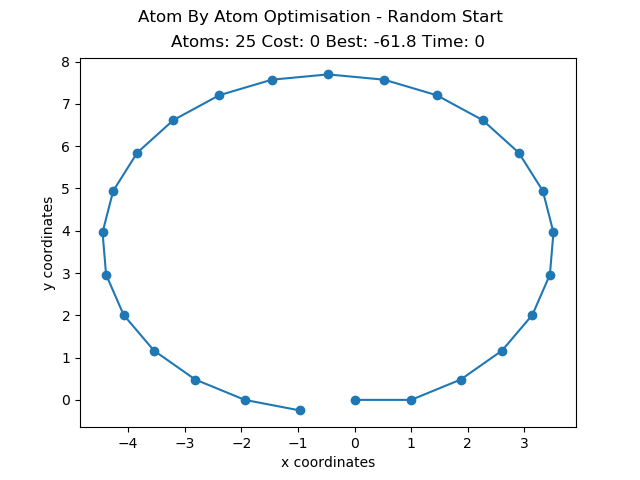 Atom By Atom Optimisation - Random Start
Atoms: 25 Cost: 0 Best: -61.8 Time: 0
8
7
6
5
4
3
2
1
0
y coordinates
−4 −3 −2 −1 0 1 2 3
x coordinates